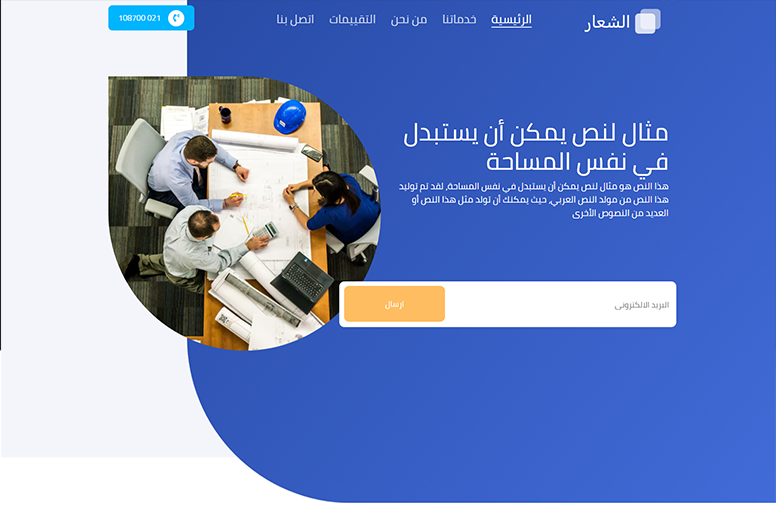 الشعار
الرئيسية
خدماتنا
من نحن
التقييمات
اتصل بنا
108700 021
مثال لنص يمكن أن يستبدل
في نفس المساحة
هذا النص هو مثال لنص يمكن أن يستبدل في نفس المساحة، لقد تم توليد
هذا النص من مولد النص العربي، حيث يمكنك أن تولد مثل هذا النص أو
العديد من النصوص الأخرى
البريد الالكترونى
ارسال